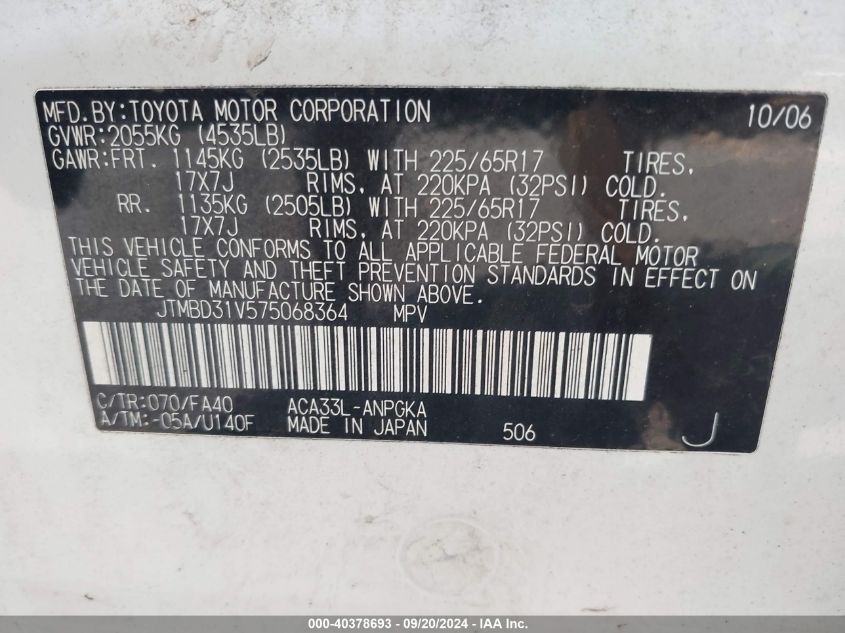 MFD.BY:TOYOTA MOTOR CORPORATION 10/06
GVWR:2055KG (4535LB)
GAWR:FRT. 1145KG (2535LB) WITH 225/65R17 TIRES,
17X7J RIMS, AT 220KPA (32PSI) COLD.
RR. 1135KG (2505LB) WITH 225/65R17 TIRES,
17X7J RIMS, AT 220KPA (32PSI) COLD.
THIS VEHICLE CONFORMS TO ALL APPLICABLE FEDERAL MOTOR
VEHICLE SAFETY AND THEFT PREVENTION STANDARDS IN EFFECT ON
THE DATE OF MANUFACTURE SHOWN ABOVE.
JTMBD31V575068364 MPV
C/TR:070/FA40 ACA33L-ANPGKA
A/TM:-05A/U140F MADE IN JAPAN 506 J
000-40378693 - 09/20/2024 - IAA Inc.